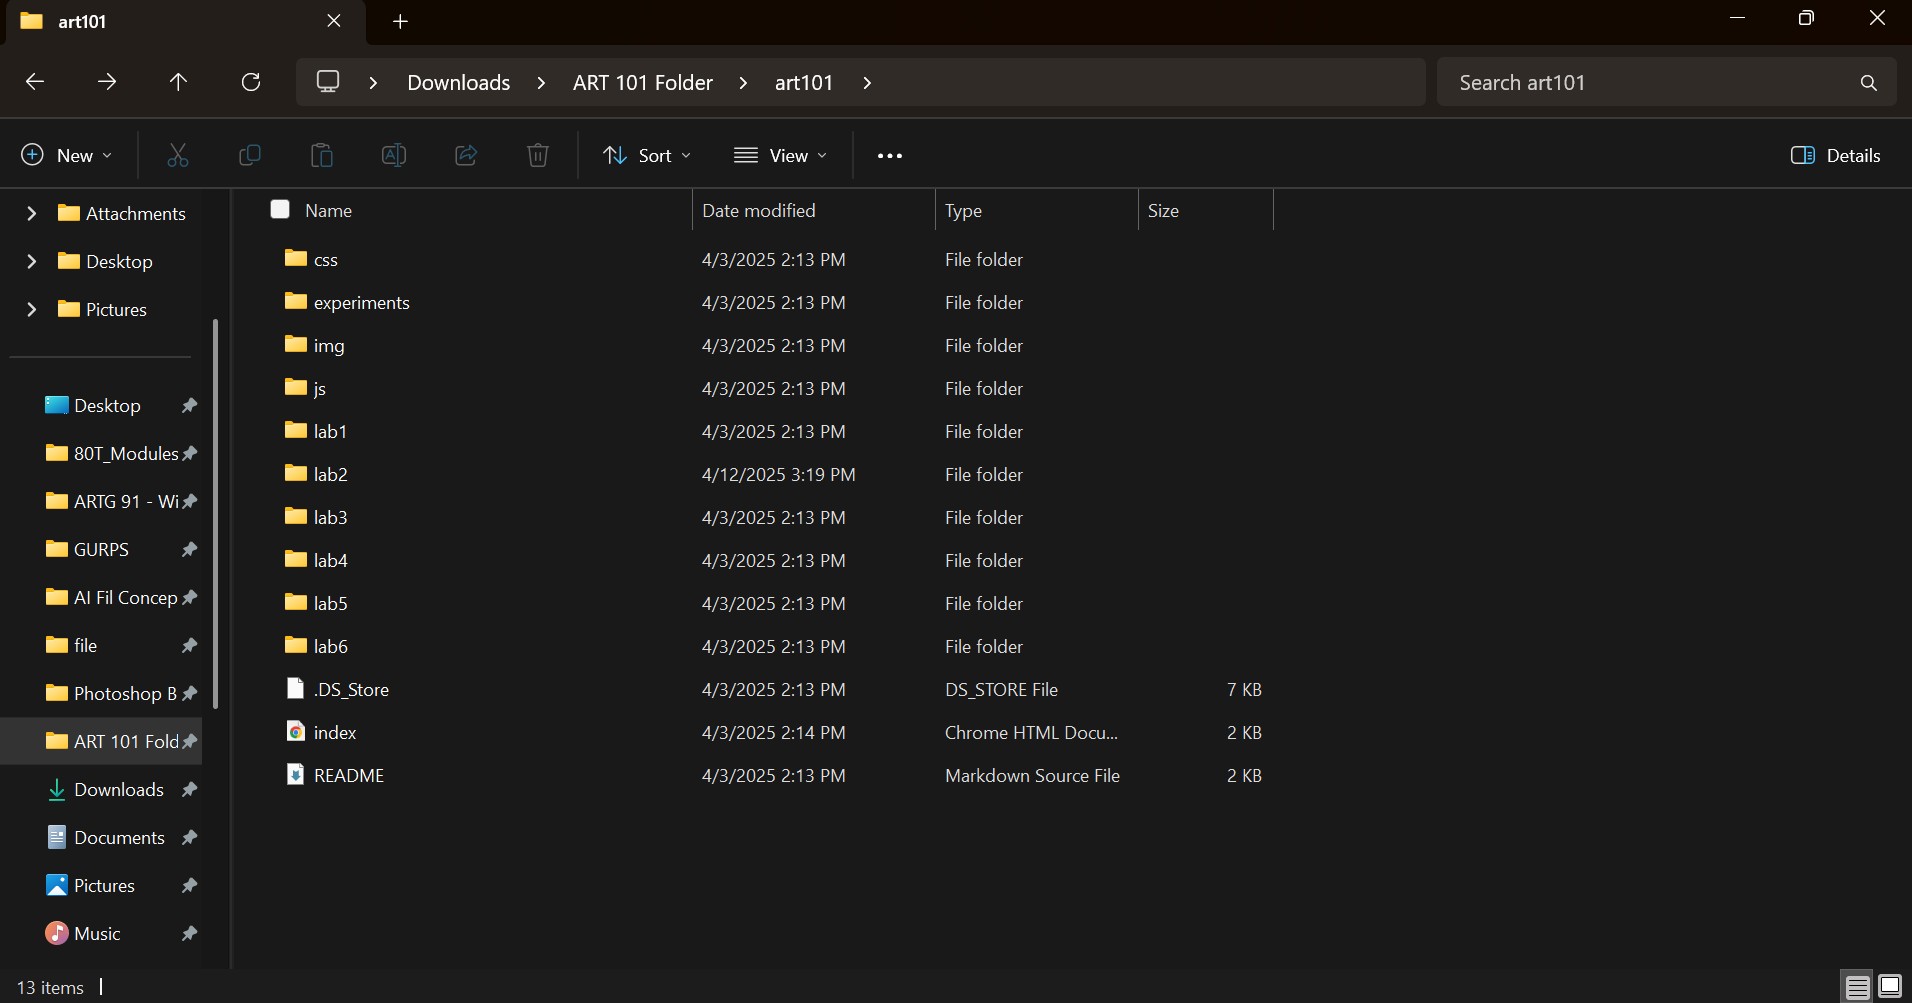 art101
Downloads > ART 101 Folder > art101 >
Search art101
New
Sort
View
Details
Attachments
Desktop
Pictures
Desktop
80T_Modules
ARTG 91 - Wi
GURPS
AI Fil Concep
file
Photoshop B
ART 101 Fold
Downloads
Documents
Pictures
Music
Name Date modified Type Size
css 4/3/2025 2:13 PM File folder
experiments 4/3/2025 2:13 PM File folder
img 4/3/2025 2:13 PM File folder
js 4/3/2025 2:13 PM File folder
lab1 4/3/2025 2:13 PM File folder
lab2 4/12/2025 3:19 PM File folder
lab3 4/3/2025 2:13 PM File folder
lab4 4/3/2025 2:13 PM File folder
lab5 4/3/2025 2:13 PM File folder
lab6 4/3/2025 2:13 PM File folder
.DS_Store 4/3/2025 2:13 PM DS_STORE File 7 KB
index 4/3/2025 2:14 PM Chrome HTML Docu... 2 KB
README 4/3/2025 2:13 PM Markdown Source File 2 KB
13 items